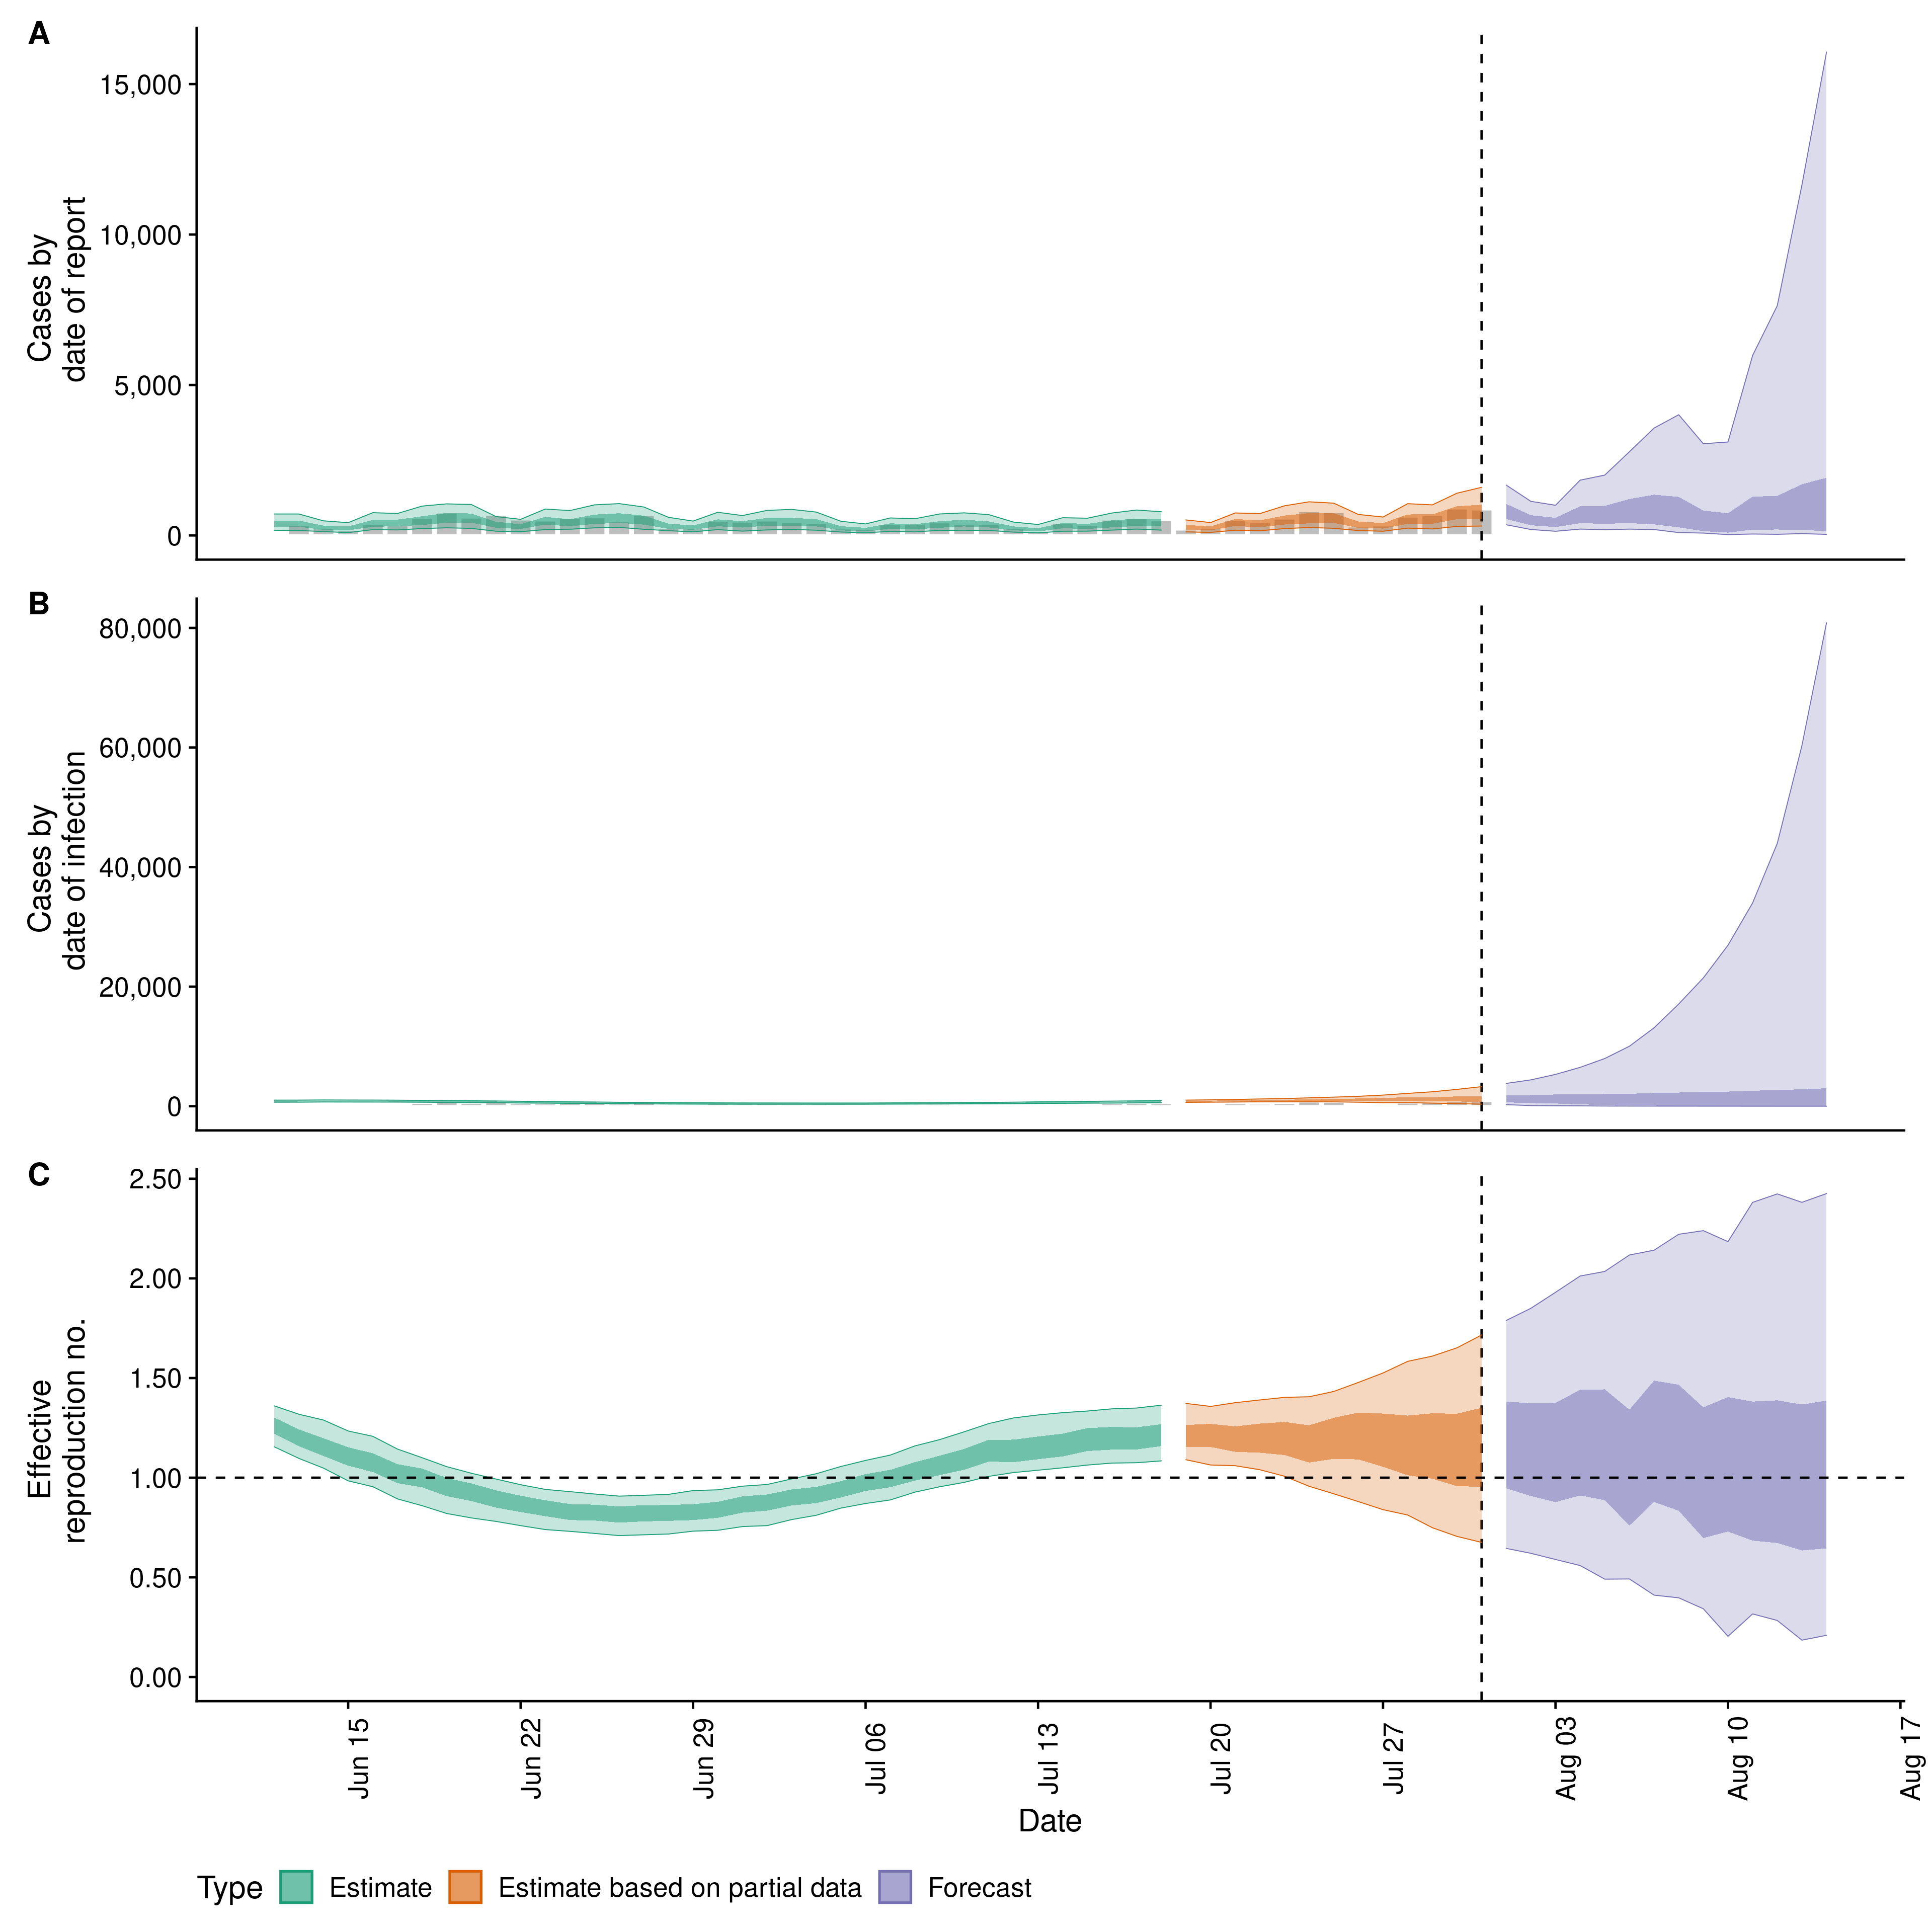 A
15,000
10,000
5,000
0
Cases by
date of report
B
80,000
60,000
40,000
20,000
0
Cases by
date of infection
C
2.50
2.00
1.50
1.00
0.50
0.00
Effective
reproduction no.
Jun 15
Jun 22
Jun 29
Jul 06
Jul 13
Jul 20
Jul 27
Aug 03
Aug 10
Aug 17
Date
Type Estimate Estimate based on partial data Forecast